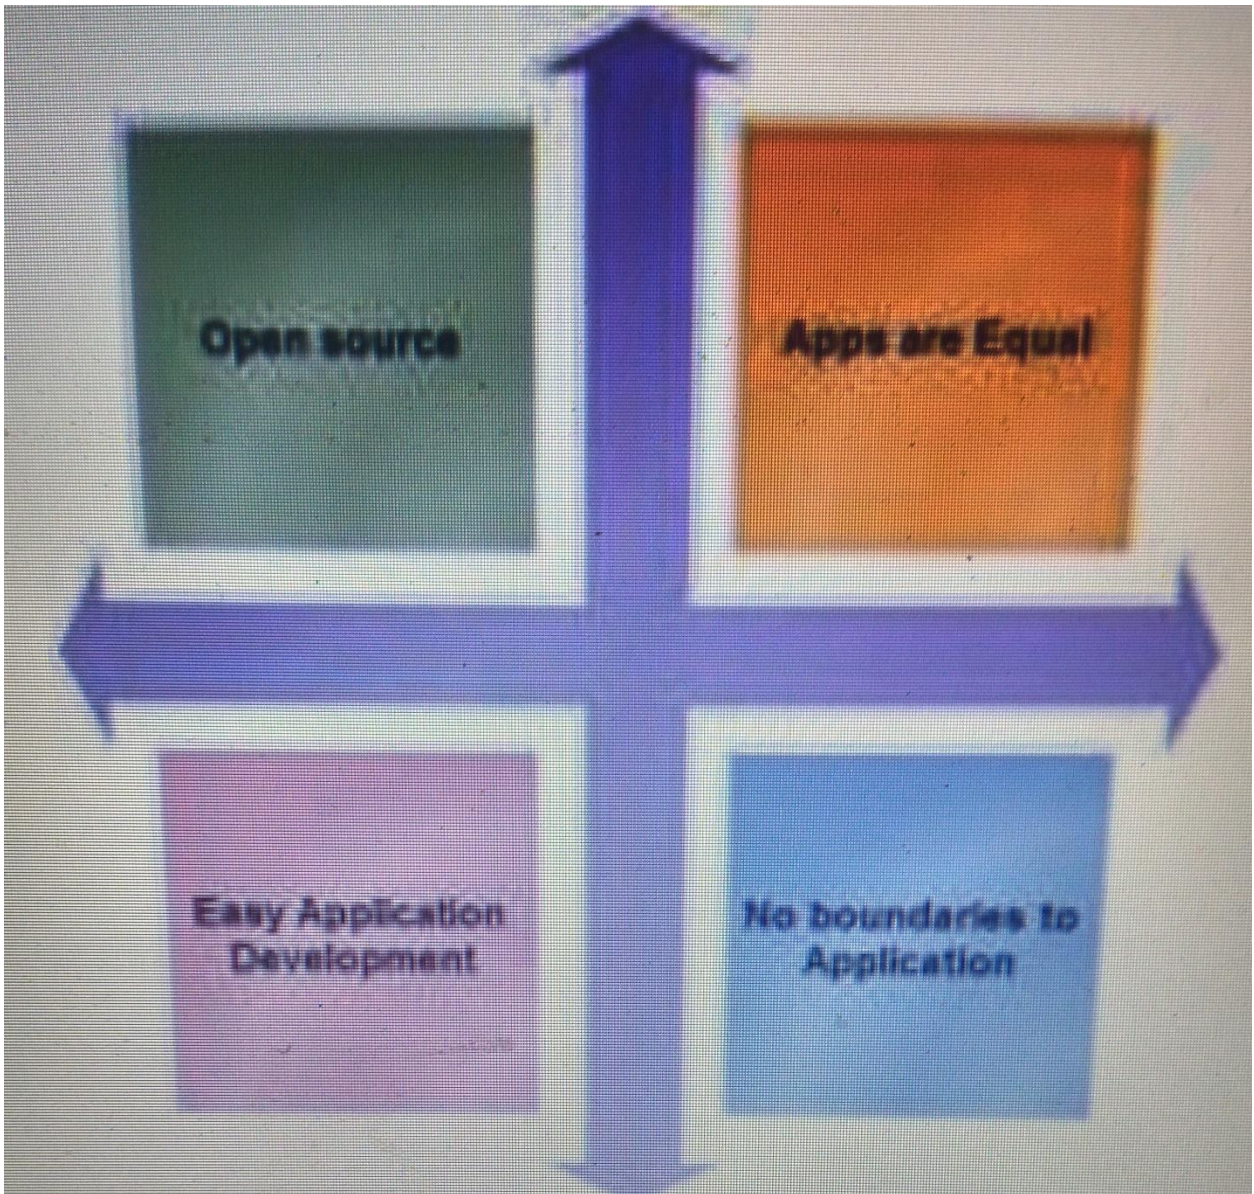 Open source
Apps are Equal
Easy Application
Development
No boundaries to
Application